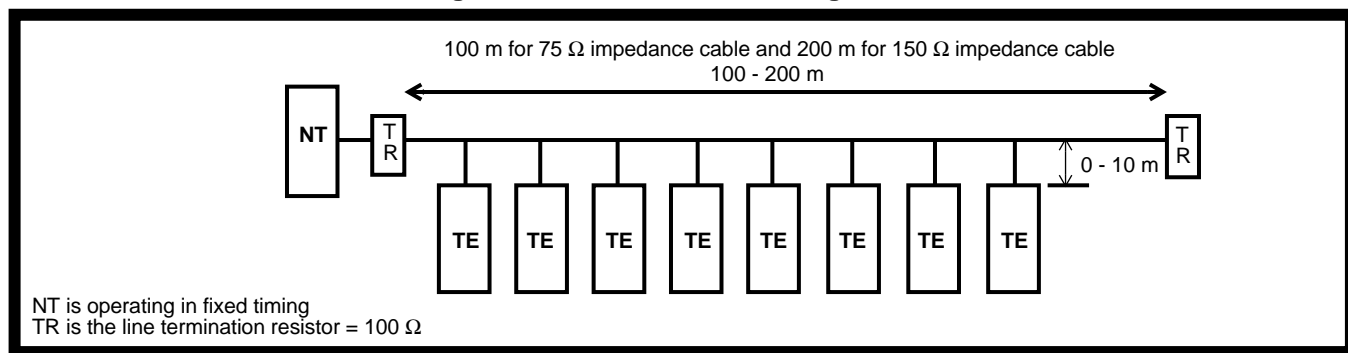 100 m for 75 Ω impedance cable and 200 m for 150 Ω impedance cable
100 - 200 m
NT
T
R
T
R
0 - 10 m
TE
TE
TE
TE
TE
TE
TE
TE
NT is operating in fixed timing
TR is the line termination resistor = 100 Ω